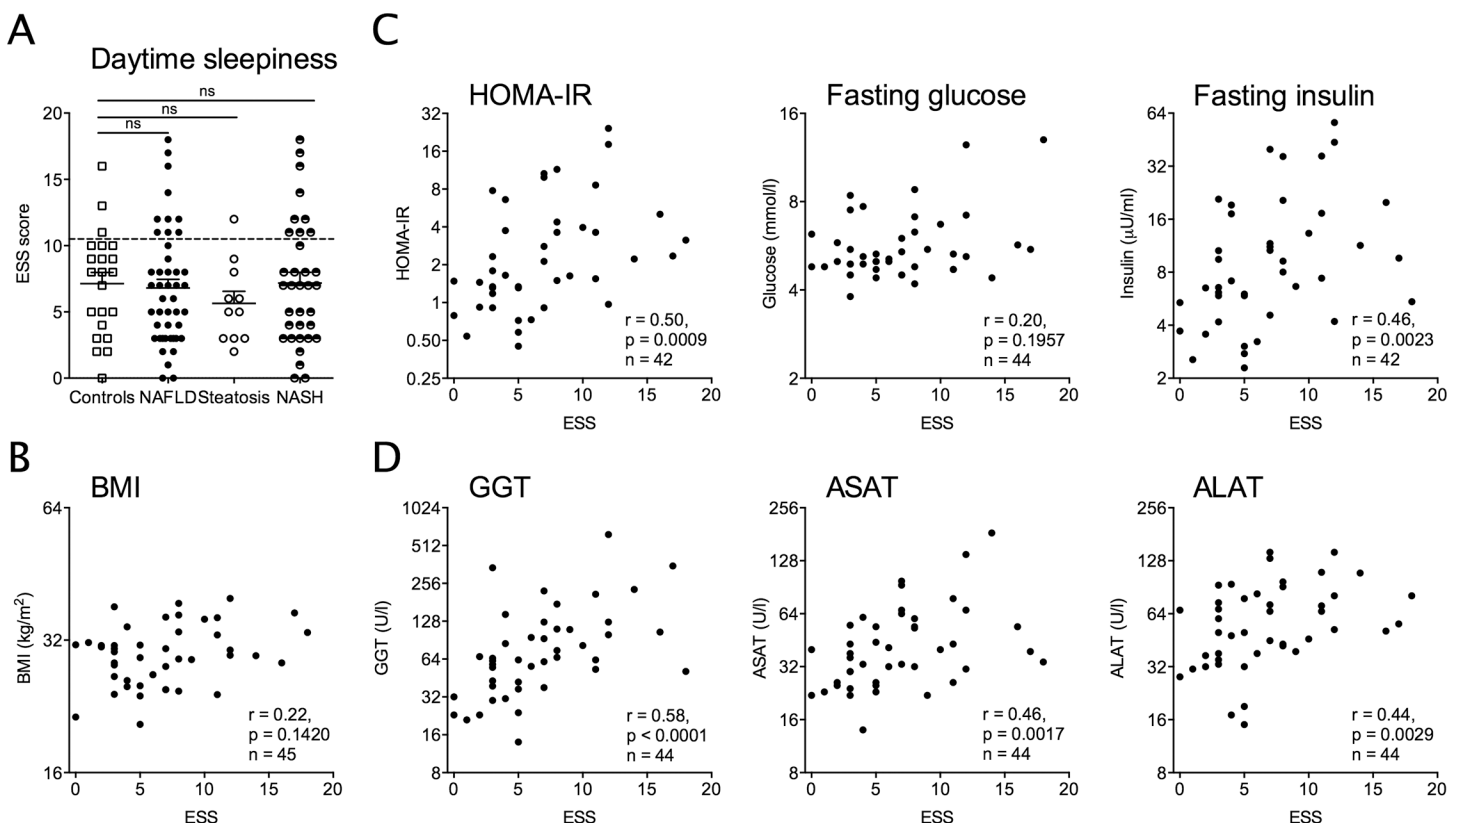 A
Daytime sleepiness
ns
ns
ns
20
15
10
5
0
ESS score
Controls NAFLD Steatosis NASH
C
HOMA-IR
32
16
8
4
2
1
0.50
0.25
HOMA-IR
r = 0.50,
p = 0.0009
n = 42
0 5 10 15 20
ESS
Fasting glucose
16
8
4
2
Glucose (mmol/l)
r = 0.20,
p = 0.1957
n = 44
0 5 10 15 20
ESS
Fasting insulin
64
32
16
8
4
2
Insulin (μU/ml)
r = 0.46,
p = 0.0023
n = 42
0 5 10 15 20
ESS
B
BMI
64
32
16
BMI (kg/m²)
r = 0.22,
p = 0.1420
n = 45
0 5 10 15 20
ESS
D
GGT
1024
512
256
128
64
32
16
8
GGT (U/l)
r = 0.58,
p < 0.0001
n = 44
0 5 10 15 20
ESS
ASAT
256
128
64
32
16
8
ASAT (U/l)
r = 0.46,
p = 0.0017
n = 44
0 5 10 15 20
ESS
ALAT
256
128
64
32
16
8
ALAT (U/l)
r = 0.44,
p = 0.0029
n = 44
0 5 10 15 20
ESS